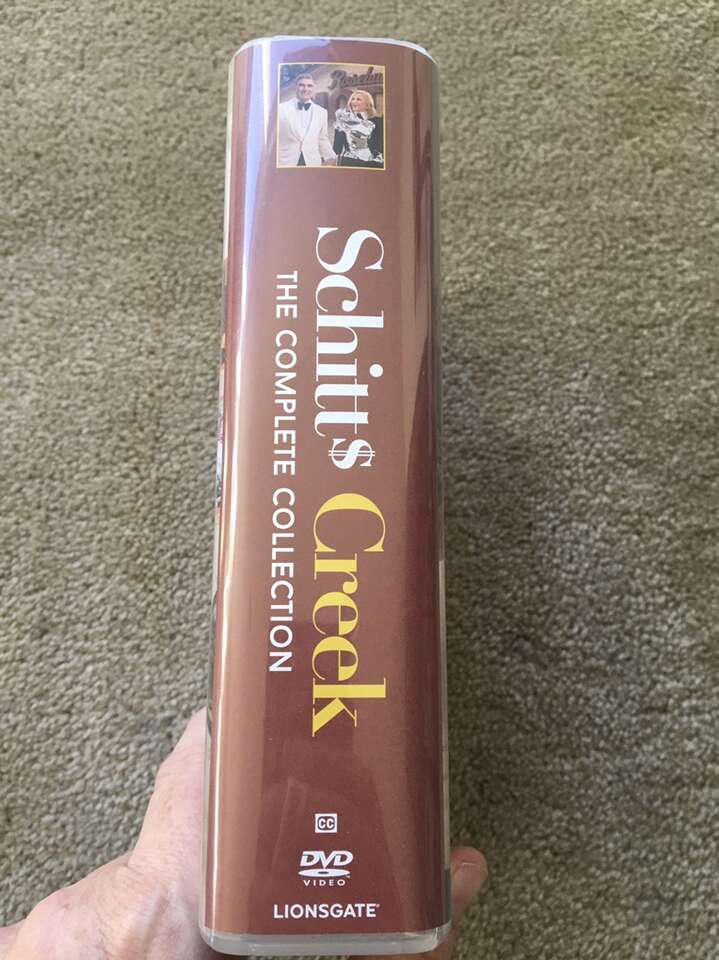 Schitt$ Creek
THE COMPLETE COLLECTION
CC
DVD
VIDEO
LIONSGATE